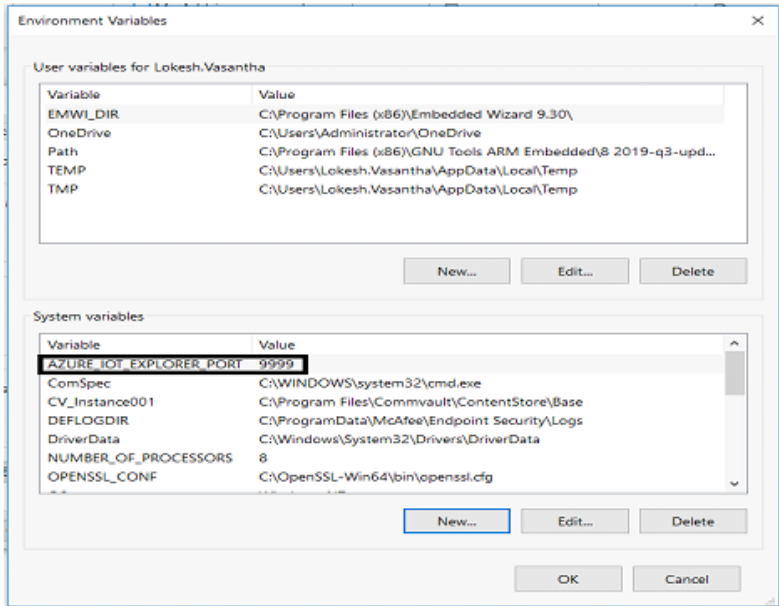 Environment Variables
User variables for Lokesh.Vasantha
Variable Value
EMWI_DIR C:\Program Files (x86)\Embedded Wizard 9.30\
OneDrive C:\Users\Administrator\OneDrive
Path C:\Program Files (x86)\GNU Tools ARM Embedded\8 2019-q3-upd...
TEMP C:\Users\Lokesh.Vasantha\AppData\Local\Temp
TMP C:\Users\Lokesh.Vasantha\AppData\Local\Temp
New... Edit... Delete
System variables
Variable Value
AZURE_IOT_EXPLORER_PORT 9999
ComSpec C:\WINDOWS\system32\cmd.exe
CV_Instance001 C:\Program Files\Commvault\ContentStore\Base
DEFLOGDIR C:\ProgramData\McAfee\Endpoint Security\Logs
DriverData C:\Windows\System32\Drivers\DriverData
NUMBER_OF_PROCESSORS 8
OPENSSL_CONF C:\OpenSSL-Win64\bin\openssl.cfg
New... Edit... Delete
OK Cancel